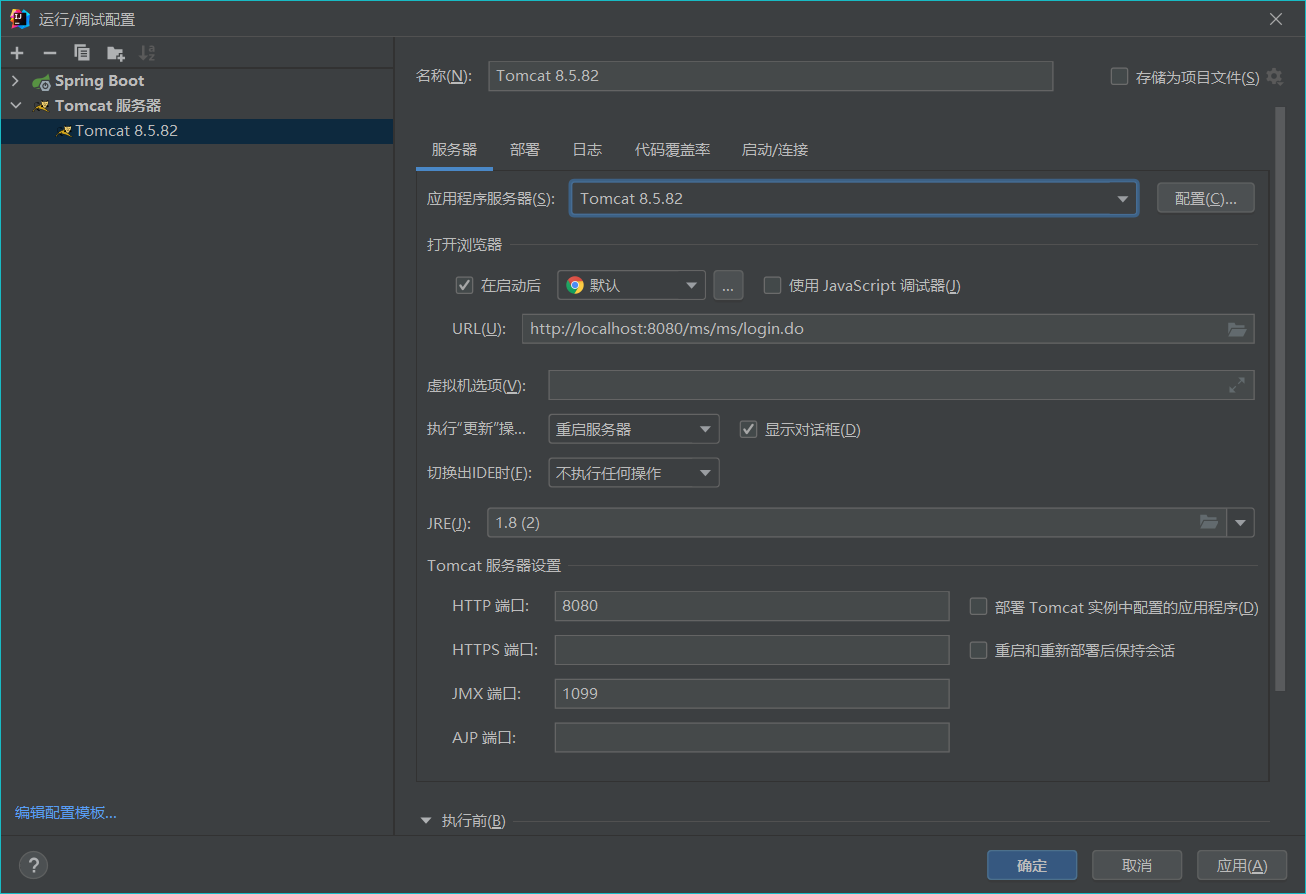 运行/调试配置
Spring Boot
Tomcat 服务器
Tomcat 8.5.82
编辑配置模板...
名称(N): Tomcat 8.5.82 存储为项目文件(S)
服务器 部署 日志 代码覆盖率 启动/连接
应用程序服务器(S): Tomcat 8.5.82 配置(C)...
打开浏览器
在启动后 默认 ... 使用 JavaScript 调试器(J)
URL(U): http://localhost:8080/ms/ms/login.do
虚拟机选项(V):
执行“更新”操... 重启服务器 显示对话框(D)
切换出IDE时(F): 不执行任何操作
JRE(J): 1.8 (2)
Tomcat 服务器设置
HTTP 端口: 8080 部署 Tomcat 实例中配置的应用程序(D)
HTTPS 端口: 重启和重新部署后保持会话
JMX 端口: 1099
AJP 端口:
执行前(B)
? 确定 取消 应用(A)